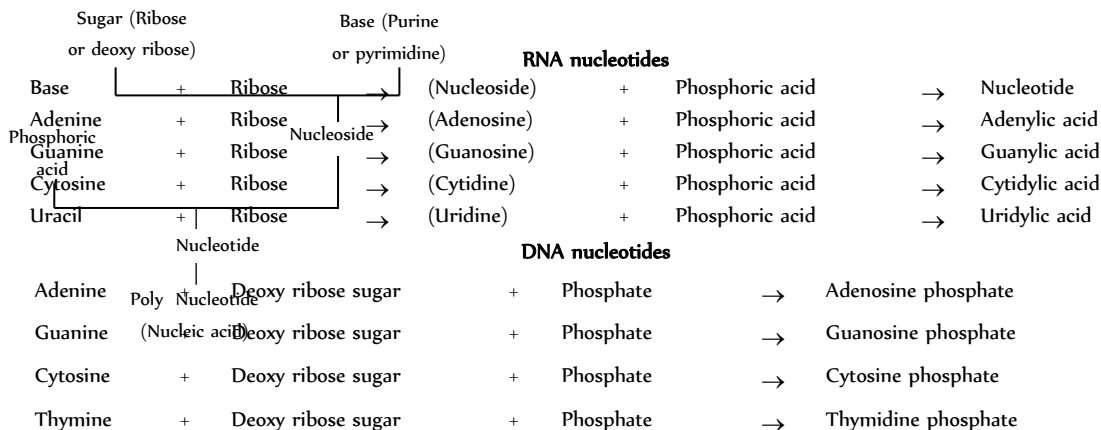 Sugar (Ribose
or deoxy ribose)
Base (Purine
or pyrimidine)
RNA nucleotides
Base + Ribose → (Nucleoside) + Phosphoric acid → Nucleotide
Adenine + Ribose → (Adenosine) + Phosphoric acid → Adenylic acid
Nucleoside
Phosphoric
acid
Guanine + Ribose → (Guanosine) + Phosphoric acid → Guanylic acid
Cytosine + Ribose → (Cytidine) + Phosphoric acid → Cytidylic acid
Uracil + Ribose → (Uridine) + Phosphoric acid → Uridylic acid
Nucleotide
DNA nucleotides
Poly Nucleotide
(Nucleic acid)
Adenine + Deoxy ribose sugar + Phosphate → Adenosine phosphate
Guanine + Deoxy ribose sugar + Phosphate → Guanosine phosphate
Cytosine + Deoxy ribose sugar + Phosphate → Cytosine phosphate
Thymine + Deoxy ribose sugar + Phosphate → Thymidine phosphate